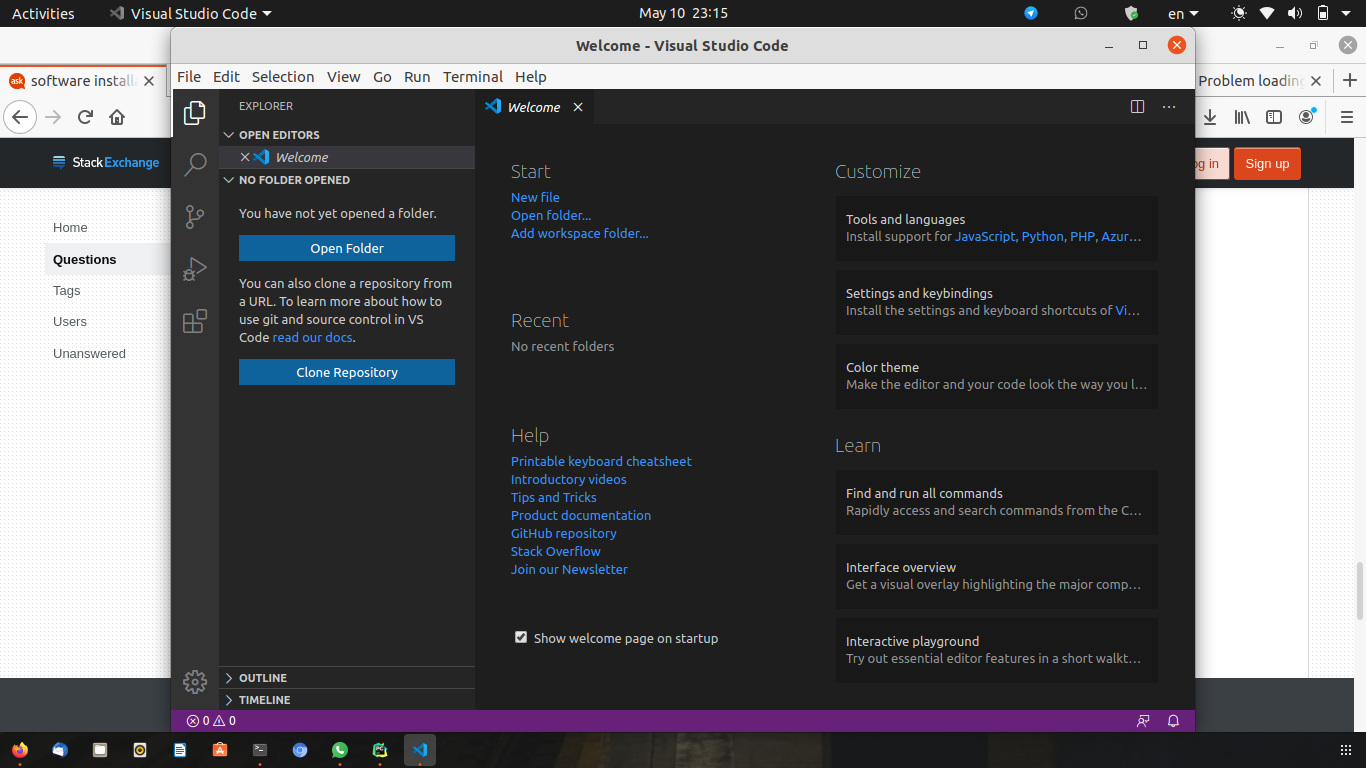 Activities
Visual Studio Code
May 10 23:15
en
Welcome - Visual Studio Code
ask
software install
Problem loading
File Edit Selection View Go Run Terminal Help
EXPLORER
OPEN EDITORS
Welcome
NO FOLDER OPENED
You have not yet opened a folder.
Open Folder
You can also clone a repository from
a URL. To learn more about how to
use git and source control in VS
Code read our docs.
Clone Repository
OUTLINE
TIMELINE
Welcome
Start
New file
Open folder...
Add workspace folder...
Recent
No recent folders
Help
Printable keyboard cheatsheet
Introductory videos
Tips and Tricks
Product documentation
GitHub repository
Stack Overflow
Join our Newsletter
Show welcome page on startup
Customize
Tools and languages
Install support for JavaScript, Python, PHP, Azur…
Settings and keybindings
Install the settings and keyboard shortcuts of Vi…
Color theme
Make the editor and your code look the way you l…
Learn
Find and run all commands
Rapidly access and search commands from the C…
Interface overview
Get a visual overlay highlighting the major comp…
Interactive playground
Try out essential editor features in a short walkt…
0 0
StackExchange
Home
Questions
Tags
Users
Unanswered
og in
Sign up